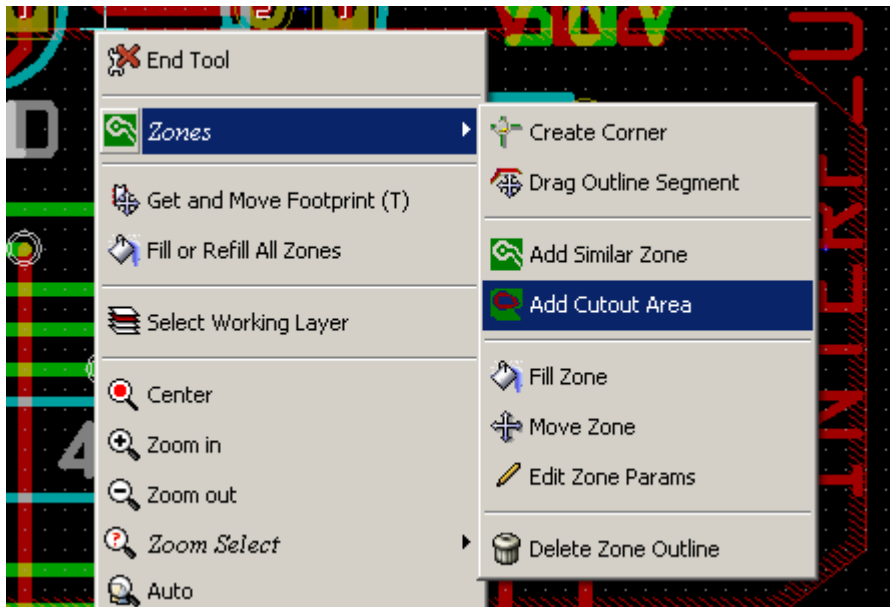 End Tool
Zones
Get and Move Footprint (T)
Fill or Refill All Zones
Select Working Layer
Center
Zoom in
Zoom out
Zoom Select
Auto
Create Corner
Drag Outline Segment
Add Similar Zone
Add Cutout Area
Fill Zone
Move Zone
Edit Zone Params
Delete Zone Outline
D
4